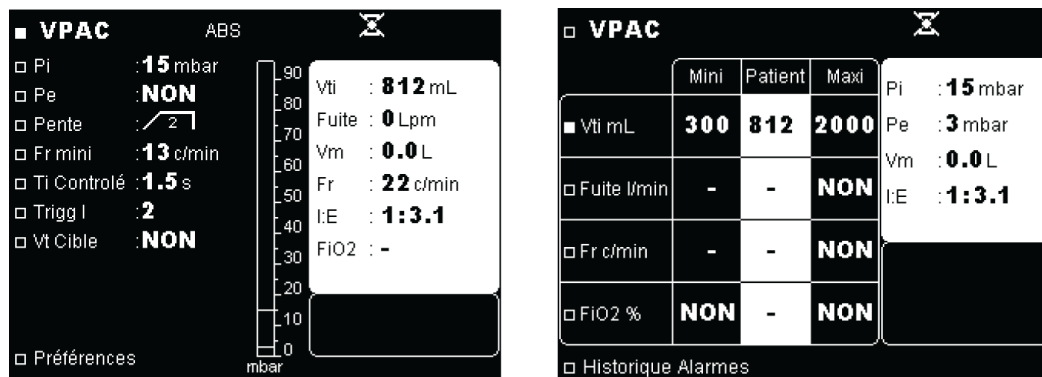 VPAC ABS
Pi :15 mbar
Pe :NON
Pente : 2
Fr mini :13 c/min
Ti Controlé :1.5 s
Trigg I :2
Vt Cible :NON
Préférences
90
80
70
60
50
40
30
20
10
0
mbar
Vti : 812 mL
Fuite : 0 Lpm
Vm : 0.0 L
Fr : 22 c/min
I:E : 1:3.1
FiO2 : -
VPAC
Mini Patient Maxi
Vti mL 300 812 2000
Fuite l/min - - NON
Fr c/min - - NON
FiO2 % NON - NON
Historique Alarmes
Pi :15 mbar
Pe :3 mbar
Vm :0.0 L
I:E :1:3.1